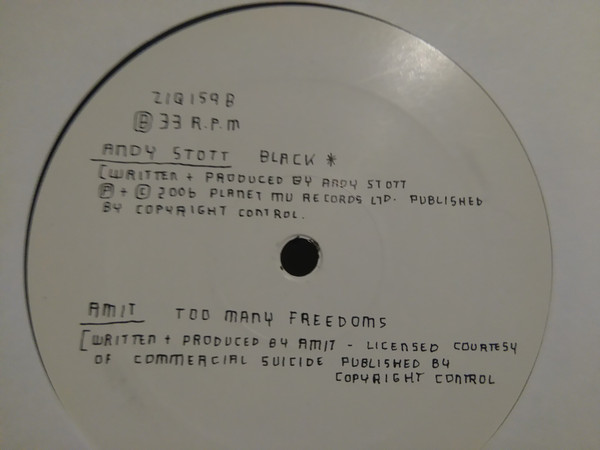 ZIQ159B
B 33 R.P.M
ANDY STOTT BLACK *
[WRITTEN + PRODUCED BY ANDY STOTT
Ⓟ + © 2006 PLANET MU RECORDS LTD. PUBLISHED
BY COPYRIGHT CONTROL.
AMIT TOO MANY FREEDOMS
[WRITTEN + PRODUCED BY AMIT - LICENSED COURTESY
OF COMMERCIAL SUICIDE PUBLISHED BY
COPYRIGHT CONTROL